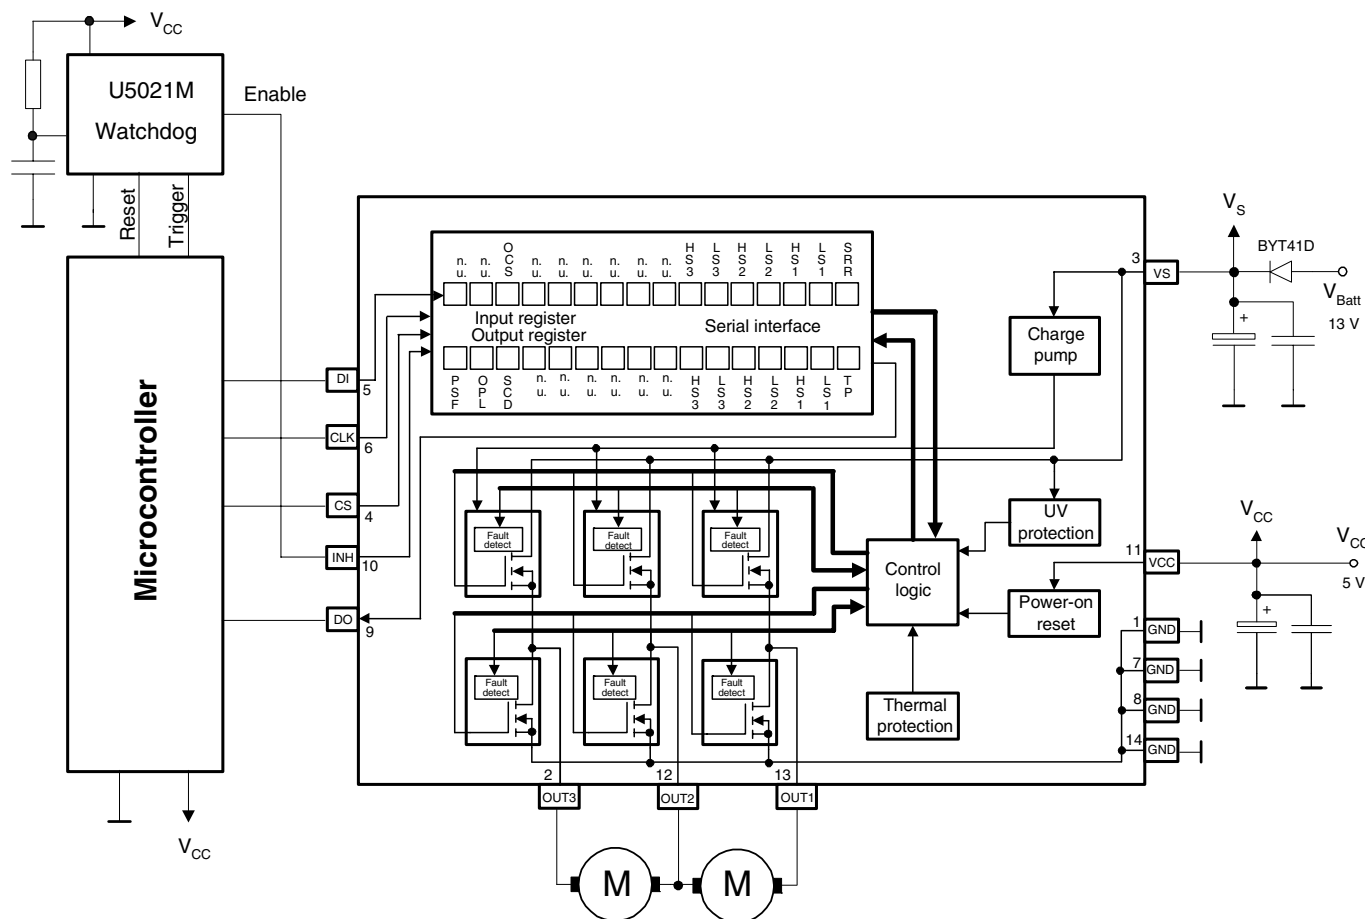 V_CC
U5021M
Watchdog
Enable
Reset
Trigger
Microcontroller
V_CC
n. u.
n. u.
OCS
n. u.
n. u.
n. u.
n. u.
n. u.
n. u.
HS3
LS3
HS2
LS2
HS1
LS1
SRR
Input register
Output register
Serial interface
PSF
OPL
SCD
n. u.
n. u.
n. u.
n. u.
n. u.
n. u.
HS3
LS3
HS2
LS2
HS1
LS1
TP
DI
5
CLK
6
CS
4
INH
10
DO
9
Charge
pump
3
VS
V_S
BYT41D
V_Batt
13 V
+
Fault
detect
Fault
detect
Fault
detect
UV
protection
Control
logic
Power-on
reset
11
VCC
V_CC
V_CC
5 V
+
Fault
detect
Fault
detect
Fault
detect
Thermal
protection
1
GND
7
GND
8
GND
14
GND
2
12
13
OUT3
OUT2
OUT1
M
M